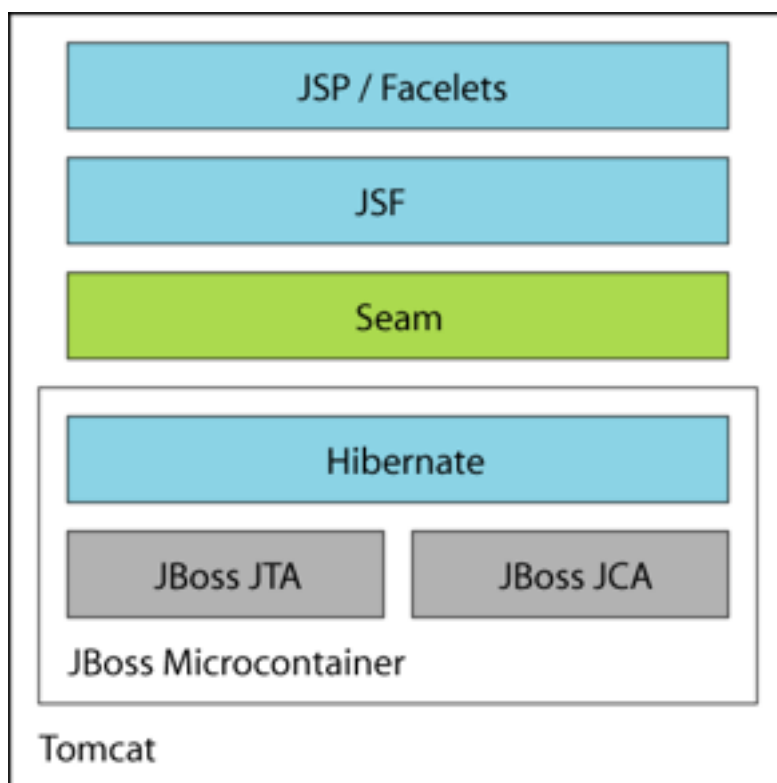 JSP / Facelets
JSF
Seam
Hibernate
JBoss JTA
JBoss JCA
JBoss Microcontainer
Tomcat